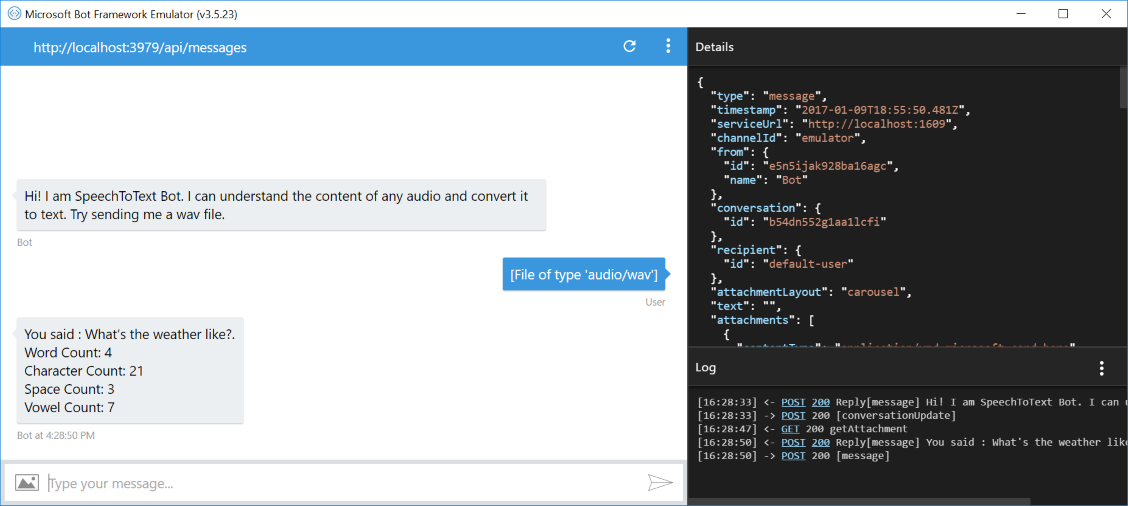 Microsoft Bot Framework Emulator (v3.5.23)
http://localhost:3979/api/messages
Hi! I am SpeechToText Bot. I can understand the content of any audio and convert it
to text. Try sending me a wav file.
Bot
[File of type 'audio/wav']
User
You said : What's the weather like?.
Word Count: 4
Character Count: 21
Space Count: 3
Vowel Count: 7
Bot at 4:28:50 PM
Type your message...
Details
{
"type": "message",
"timestamp": "2017-01-09T18:55:50.481Z",
"serviceUrl": "http://localhost:1609",
"channelId": "emulator",
"from": {
"id": "e5n5ijak928ba16agc",
"name": "Bot"
},
"conversation": {
"id": "b54dn552g1aa1lcfi"
},
"recipient": {
"id": "default-user"
},
"attachmentLayout": "carousel",
"text": "",
"attachments": [
{
Log
[16:28:33] <- POST 200 Reply[message] Hi! I am SpeechToText Bot. I can u
[16:28:33] -> POST 200 [conversationUpdate]
[16:28:47] <- GET 200 getAttachment
[16:28:50] <- POST 200 Reply[message] You said : What's the weather like
[16:28:50] -> POST 200 [message]